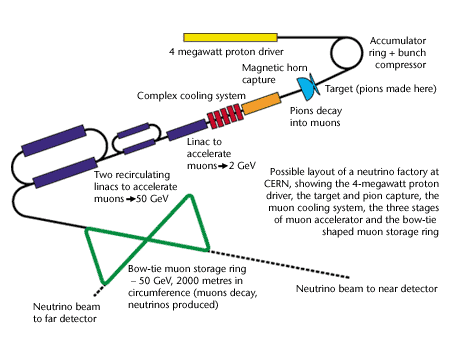 4 megawatt proton driver
Accumulator
ring + bunch
compressor
Magnetic horn
capture
Target (pions made here)
Complex cooling system
Pions decay
into muons
Linac to
accelerate
muons➔2 GeV
Two recirculating
linacs to accelerate
muons➔50 GeV
Possible layout of a neutrino factory at
CERN, showing the 4-megawatt proton
driver, the target and pion capture, the
muon cooling system, the three stages
of muon accelerator and the bow-tie
shaped muon storage ring
Bow-tie muon storage ring
– 50 GeV, 2000 metres in
circumference (muons decay,
neutrinos produced)
Neutrino beam to near detector
Neutrino beam
to far detector